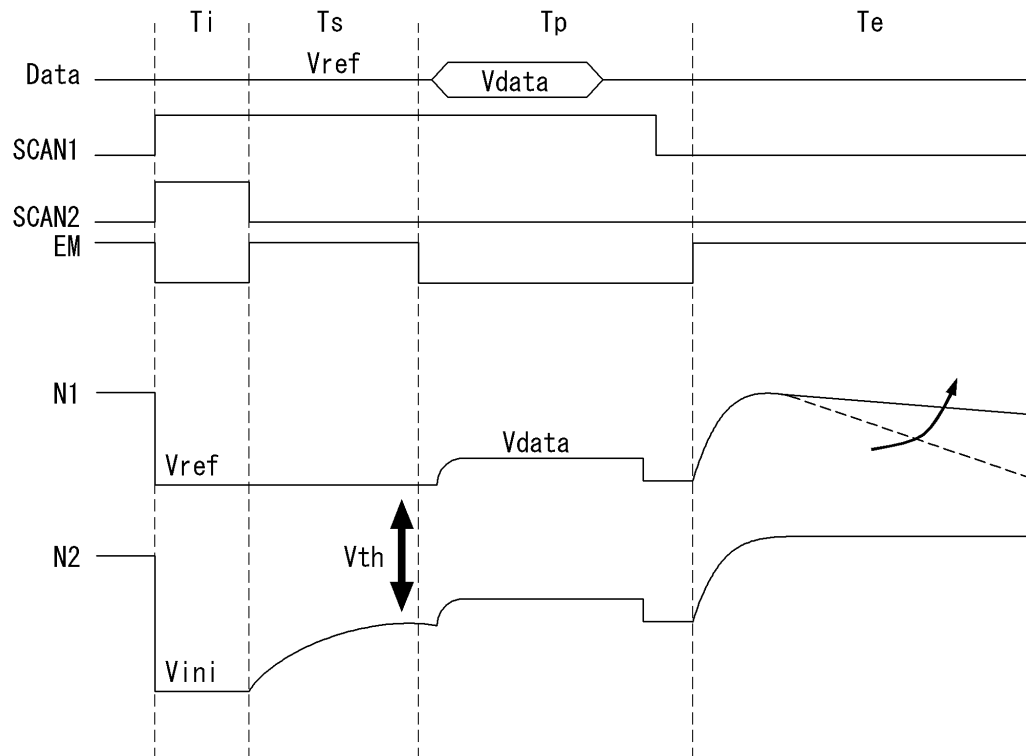 Ti Ts Tp Te
Data Vref Vdata
SCAN1
SCAN2
EM
N1
Vref Vdata
N2 Vth
Vini